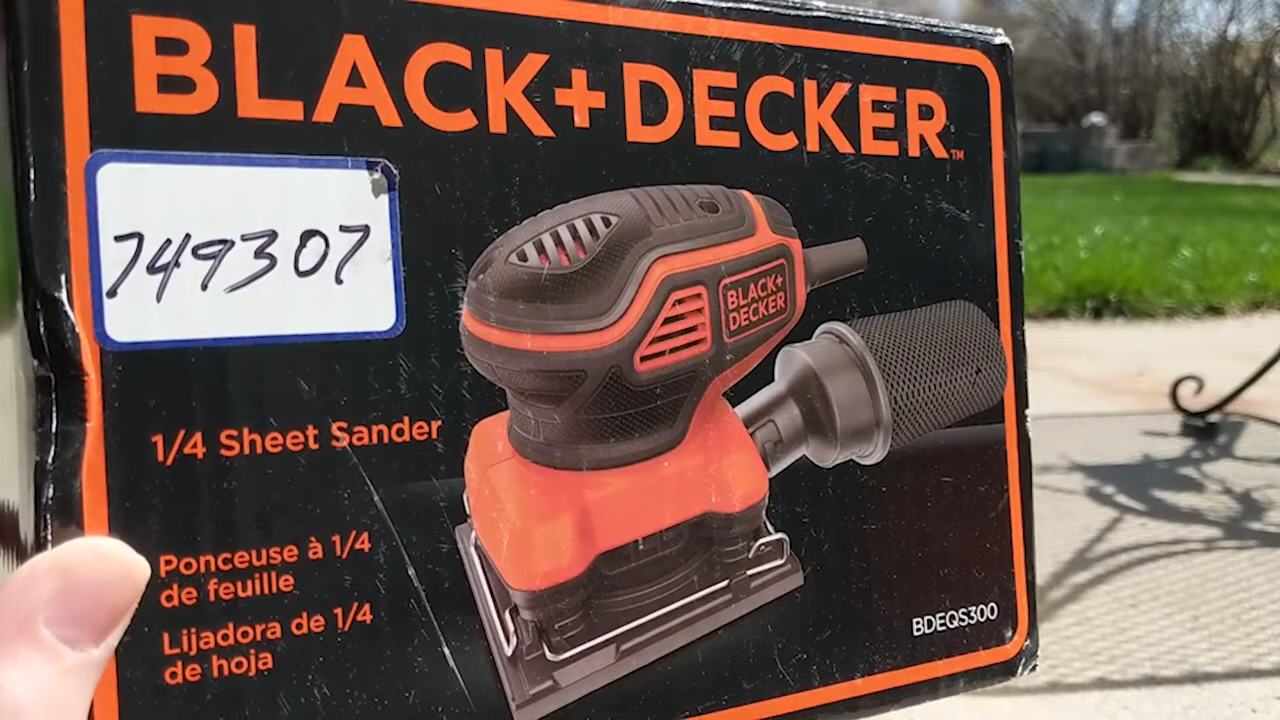 BLACK+DECKER™
749307
BLACK+
DECKER
1/4 Sheet Sander
Ponceuse à 1/4
de feuille
Lijadora de 1/4
de hoja
BDEQS300